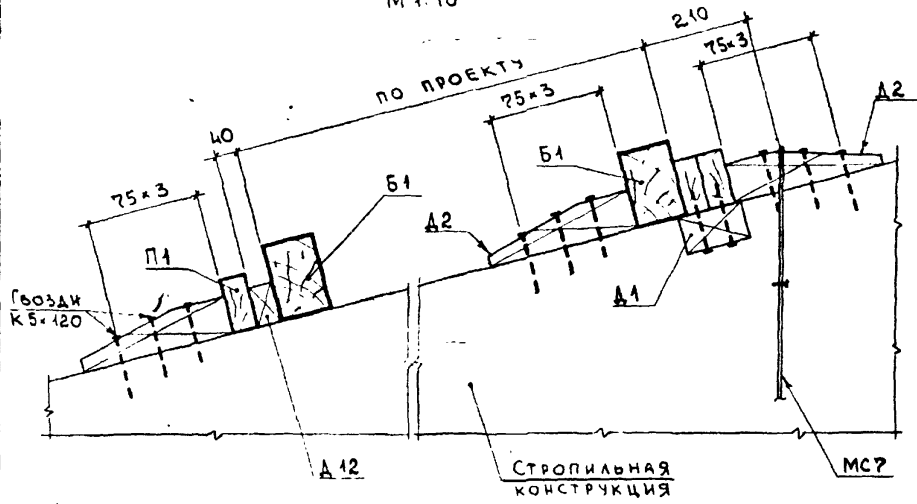 М 1:10
210
75×3
ПО ПРОЕКТУ
75×3
Д2
40
Б1
75×3
Б1
Д2
П1
ГВОЗДИ
К 5×120
Д1
Д12
СТРОПИЛЬНАЯ
КОНСТРУКЦИЯ
МС7